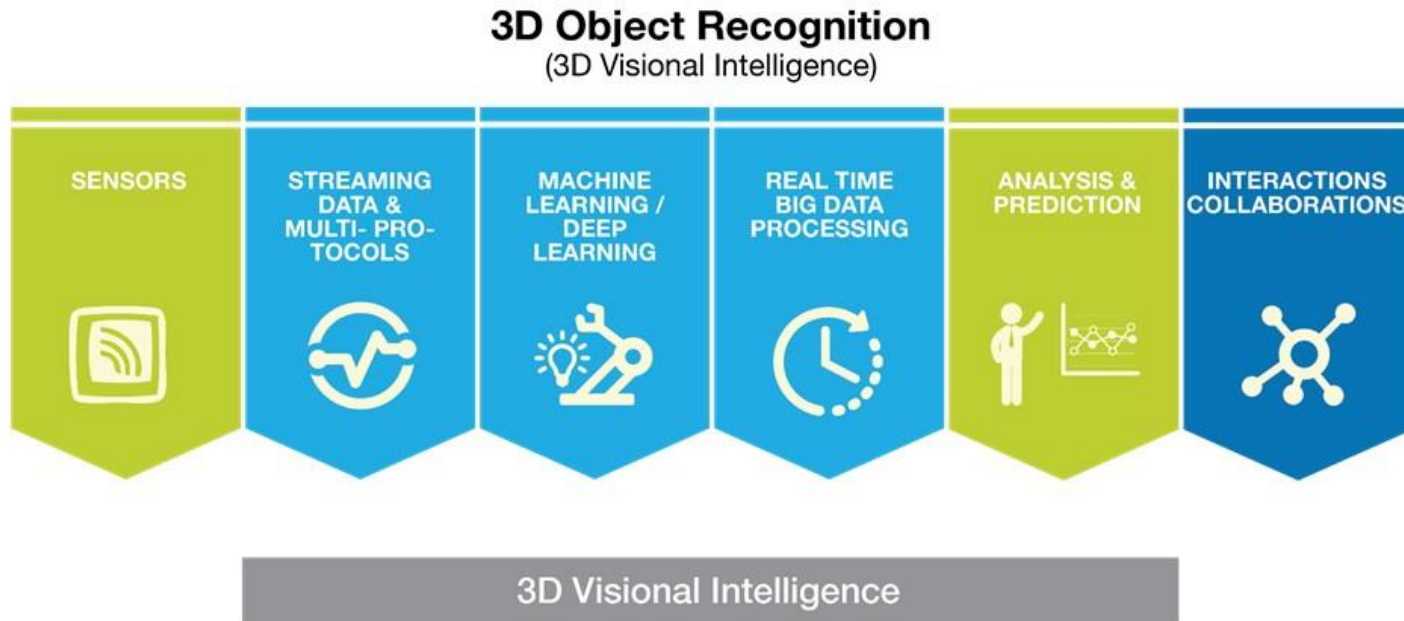 3D Object Recognition
(3D Visional Intelligence)
SENSORS
STREAMING
DATA &
MULTI- PRO-
TOCOLS
MACHINE
LEARNING /
DEEP
LEARNING
REAL TIME
BIG DATA
PROCESSING
ANALYSIS &
PREDICTION
INTERACTIONS
COLLABORATIONS
3D Visional Intelligence